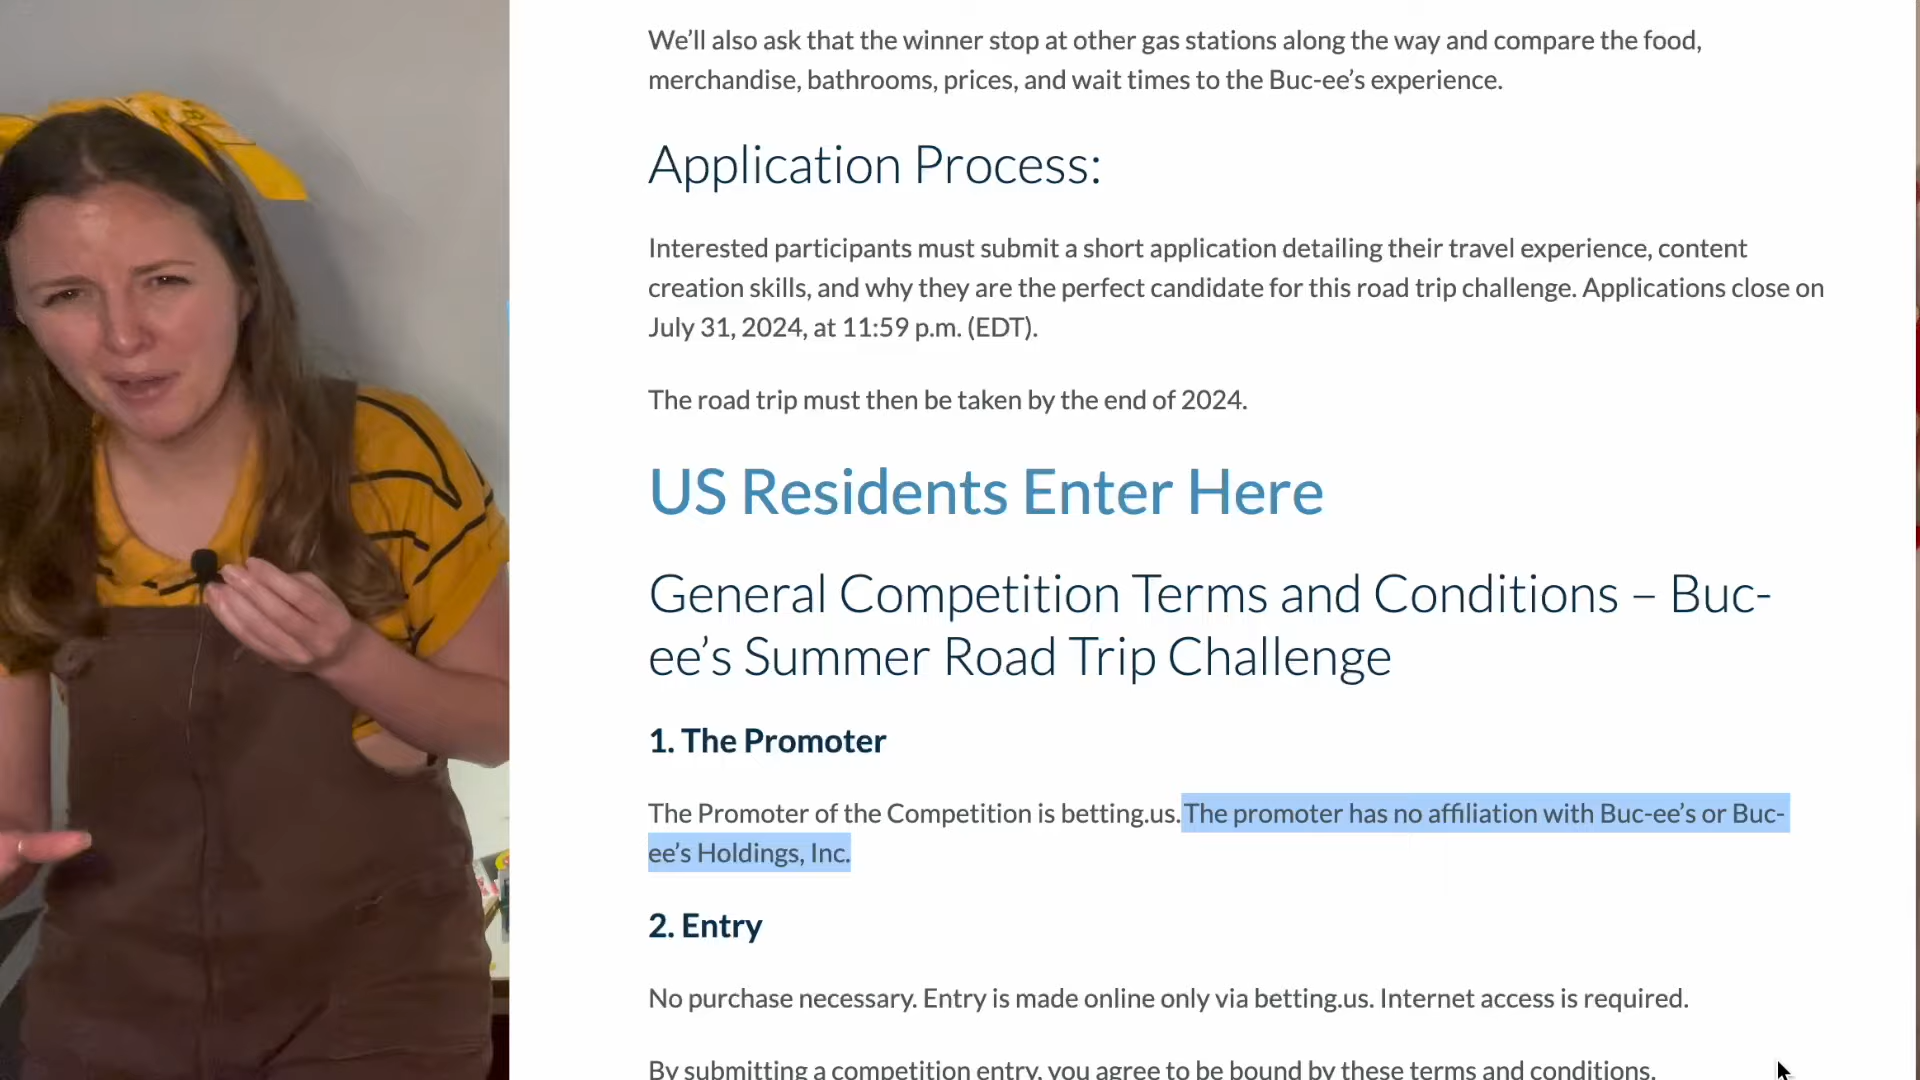 We’ll also ask that the winner stop at other gas stations along the way and compare the food,
merchandise, bathrooms, prices, and wait times to the Buc-ee’s experience.
Application Process:
Interested participants must submit a short application detailing their travel experience, content
creation skills, and why they are the perfect candidate for this road trip challenge. Applications close on
July 31, 2024, at 11:59 p.m. (EDT).
The road trip must then be taken by the end of 2024.
US Residents Enter Here
General Competition Terms and Conditions – Buc-
ee’s Summer Road Trip Challenge
1. The Promoter
The Promoter of the Competition is betting.us. The promoter has no affiliation with Buc-ee’s or Buc-
ee’s Holdings, Inc.
2. Entry
No purchase necessary. Entry is made online only via betting.us. Internet access is required.
By submitting a competition entry, you agree to be bound by these terms and conditions.